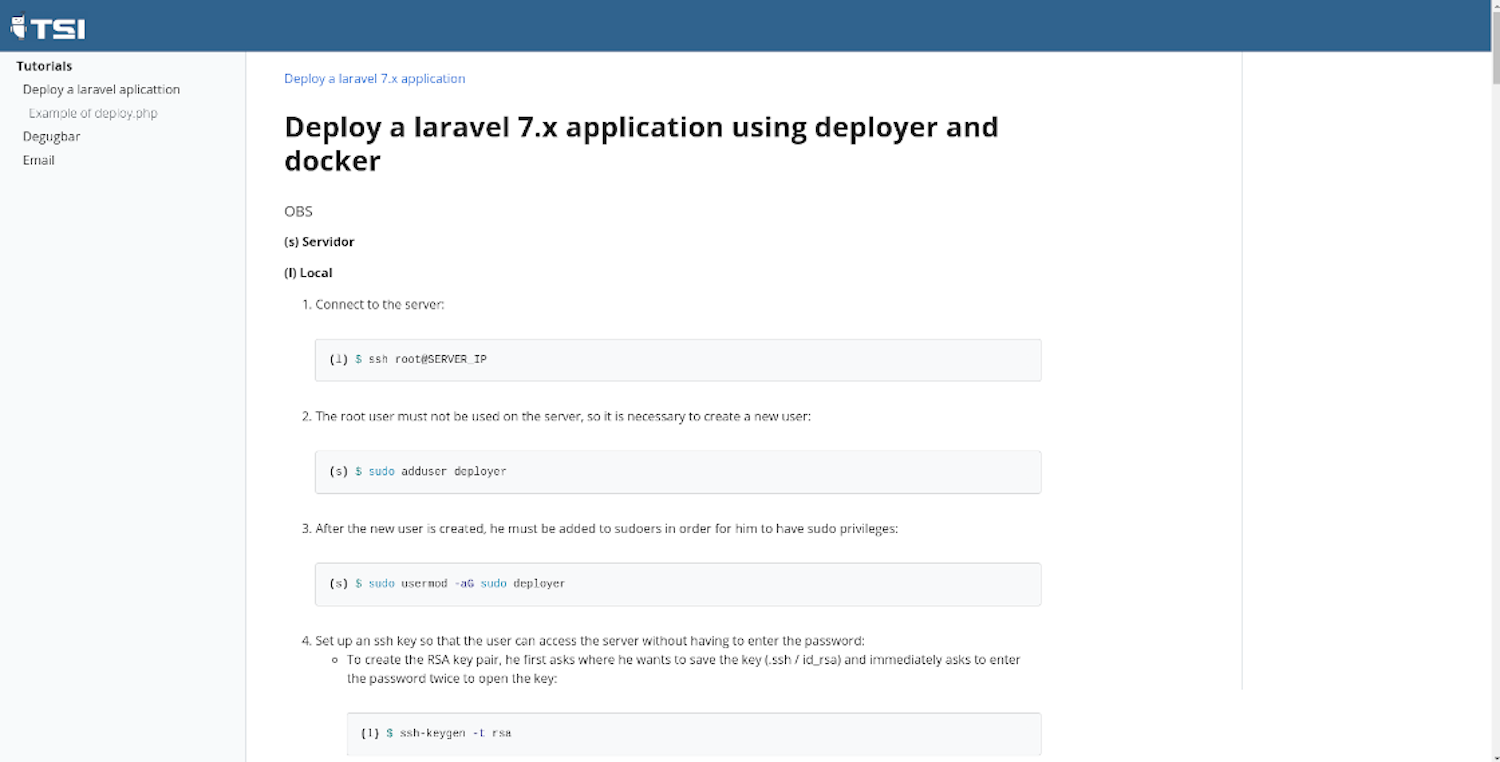 TSI
Tutorials
Deploy a laravel aplicattion
Example of deploy.php
Degugbar
Email
Deploy a laravel 7.x application
Deploy a laravel 7.x application using deployer and
docker
OBS
(s) Servidor
(l) Local
1. Connect to the server:
(l) $ ssh root@SERVER_IP
2. The root user must not be used on the server, so it is necessary to create a new user:
(s) $ sudo adduser deployer
3. After the new user is created, he must be added to sudoers in order for him to have sudo privileges:
(s) $ sudo usermod -aG sudo deployer
4. Set up an ssh key so that the user can access the server without having to enter the password:
To create the RSA key pair, he first asks where he wants to save the key (.ssh / id_rsa) and immediately asks to enter
the password twice to open the key:
(l) $ ssh-keygen -t rsa